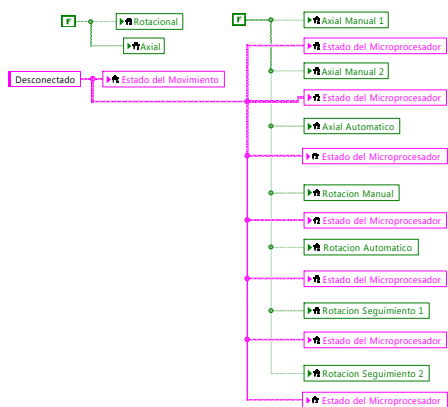 F
Rotacional
Axial
Desconectado
Estado del Movimiento
F
Axial Manual 1
Estado del Microprocesador
Axial Manual 2
Estado del Microprocesador
Axial Automatico
Estado del Microprocesador
Rotacion Manual
Estado del Microprocesador
Rotacion Automatico
Estado del Microprocesador
Rotacion Seguimiento 1
Estado del Microprocesador
Rotacion Seguimiento 2
Estado del Microprocesador